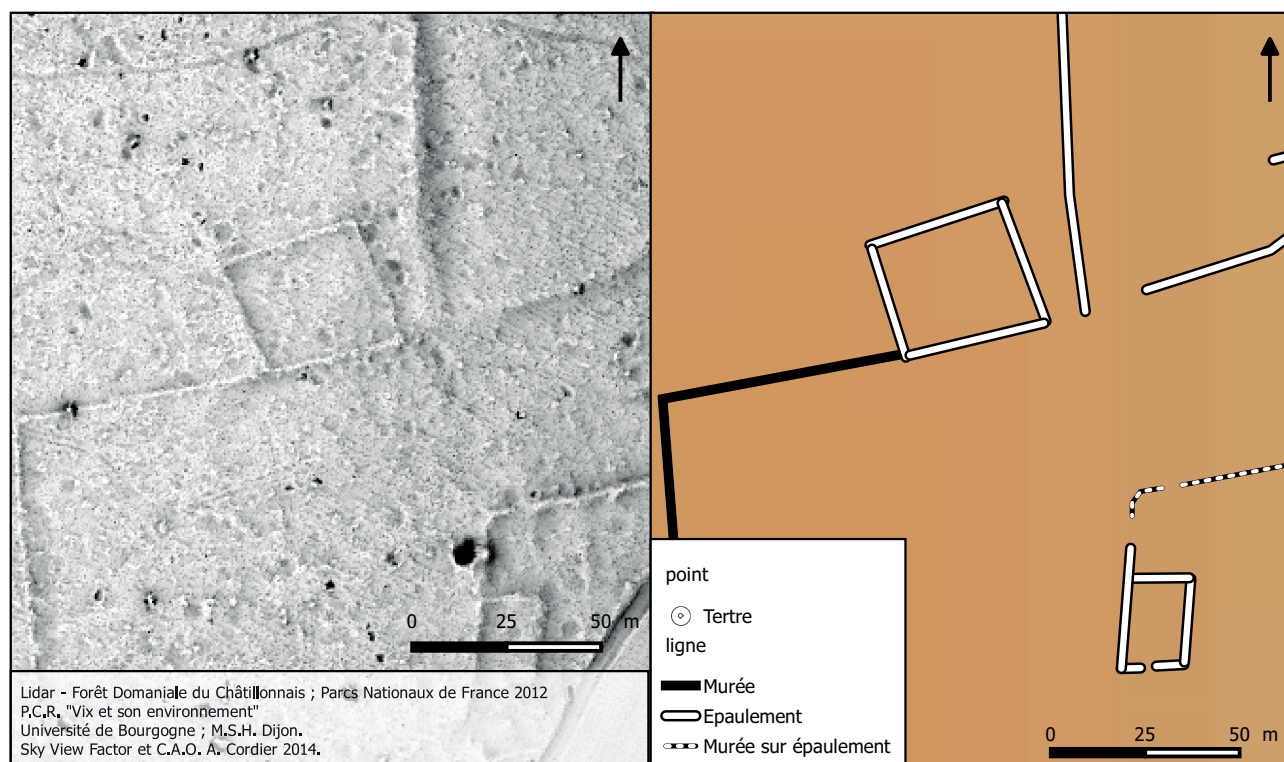 0 25 50 m
Lidar - Forêt Domaniale du Châtillonnais ; Parcs Nationaux de France 2012
P.C.R. "Vix et son environnement"
Université de Bourgogne ; M.S.H. Dijon.
Sky View Factor et C.A.O. A. Cordier 2014.
point
Tertre
ligne
Murée
Epaulement
Murée sur épaulement
0 25 50 m